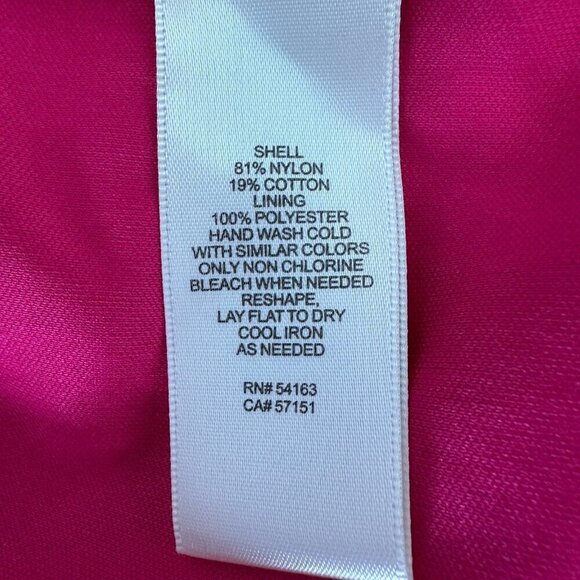 SHELL
81% NYLON
19% COTTON
LINING
100% POLYESTER
HAND WASH COLD
WITH SIMILAR COLORS
ONLY NON CHLORINE
BLEACH WHEN NEEDED
RESHAPE,
LAY FLAT TO DRY
COOL IRON
AS NEEDED
RN# 54163
CA# 57151